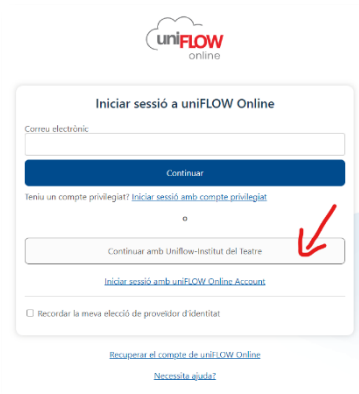 uniFLOW
online
Iniciar sessió a uniFLOW Online
Correu electrònic
Continuar
Teniu un compte privilegiat? Iniciar sessió amb compte privilegiat
o
Continuar amb Uniflow-Institut del Teatre
Iniciar sessió amb uniFLOW Online Account
Recordar la meva elecció de proveïdor d'identitat
Recuperar el compte de uniFLOW Online
Necessita ajuda?